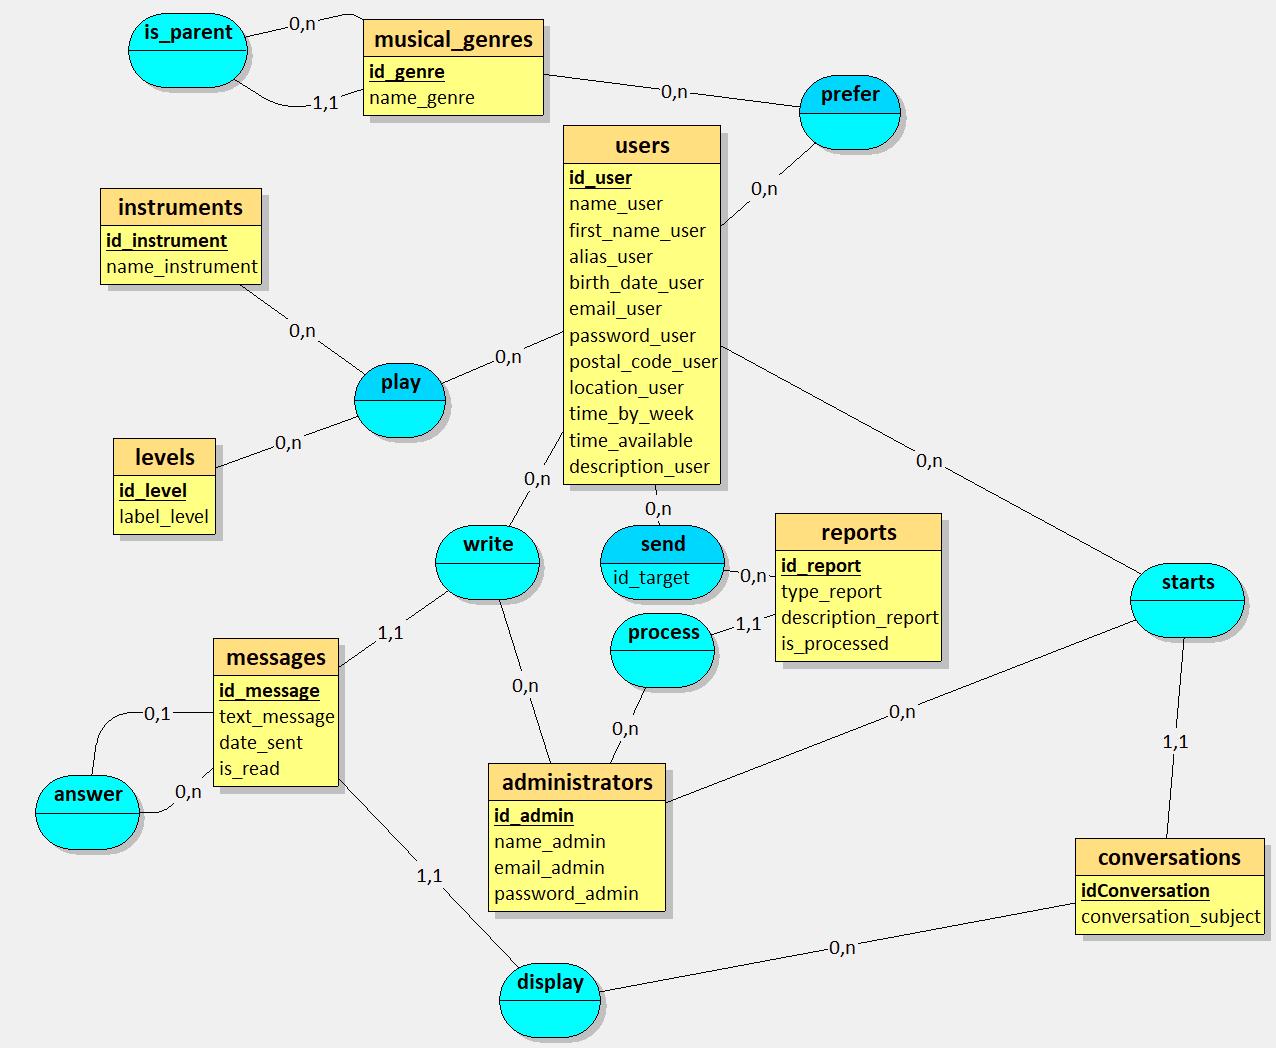 is_parent
0,n
1,1
musical_genres
id_genre
name_genre
0,n
prefer
0,n
users
id_user
name_user
first_name_user
alias_user
birth_date_user
email_user
password_user
postal_code_user
location_user
time_by_week
time_available
description_user
instruments
id_instrument
name_instrument
0,n
play
0,n
0,n
levels
id_level
label_level
0,n
write
0,n
send
id_target
0,n
reports
id_report
type_report
description_report
is_processed
process
1,1
0,n
0,n
starts
1,1
messages
id_message
text_message
date_sent
is_read
0,1
answer
0,n
0,n
0,n
1,1
administrators
id_admin
name_admin
email_admin
password_admin
conversations
idConversation
conversation_subject
1,1
0,n
display